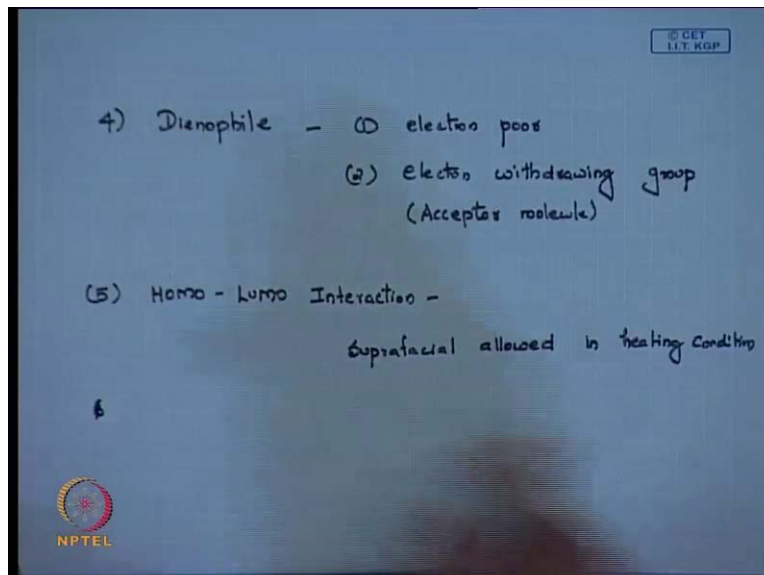 © CET
I.I.T. KGP
4) Dienophile - (1) electron poor
(2) electron withdrawing group
(Acceptor molecule)
(5) Homo - Lumo Interaction -
Suprafacial allowed in heating Condition
6
NPTEL